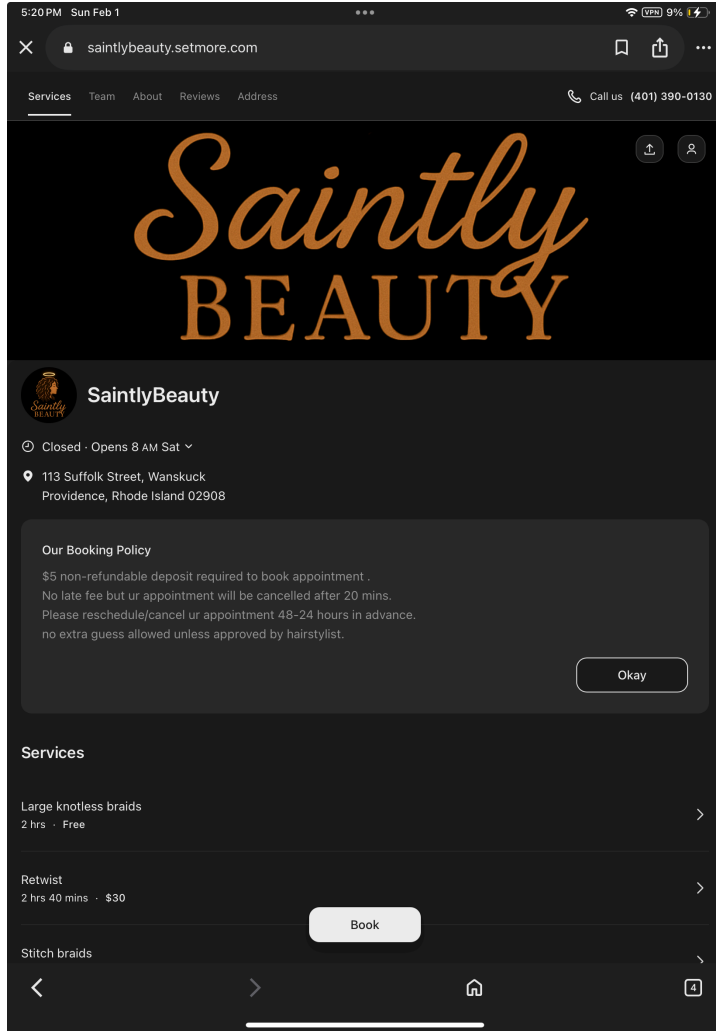 5:20 PM Sun Feb 1
VPN 9%
saintlybeauty.setmore.com
Services Team About Reviews Address Call us (401) 390-0130
Saintly
BEAUTY
Saintly
BEAUTY
SaintlyBeauty
Closed · Opens 8 AM Sat
113 Suffolk Street, Wanskuck
Providence, Rhode Island 02908
Our Booking Policy
$5 non-refundable deposit required to book appointment .
No late fee but ur appointment will be cancelled after 20 mins.
Please reschedule/cancel ur appointment 48-24 hours in advance.
no extra guess allowed unless approved by hairstylist.
Okay
Services
Large knotless braids
2 hrs · Free
Retwist
2 hrs 40 mins · $30
Book
Stitch braids
4